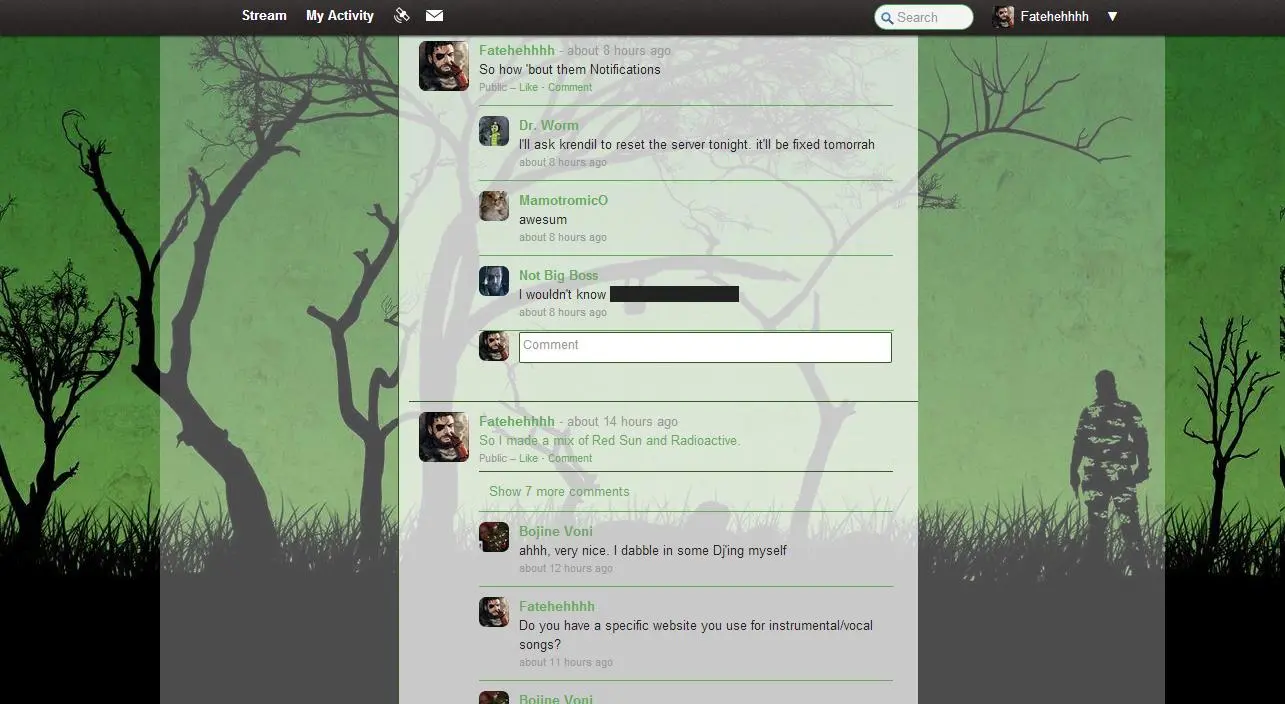 Stream My Activity Search Fatehehhhh ▼
Fatehehhhh - about 8 hours ago
So how 'bout them Notifications
Public – Like · Comment
Dr. Worm
I'll ask krendil to reset the server tonight. it'll be fixed tomorrah
about 8 hours ago
MamotromicO
awesum
about 8 hours ago
Not Big Boss
I wouldn't know
about 8 hours ago
Comment
Fatehehhhh - about 14 hours ago
So I made a mix of Red Sun and Radioactive.
Public – Like · Comment
Show 7 more comments
Bojine Voni
ahhh, very nice. I dabble in some Dj'ing myself
about 12 hours ago
Fatehehhhh
Do you have a specific website you use for instrumental/vocal
songs?
about 11 hours ago
Bojine Voni